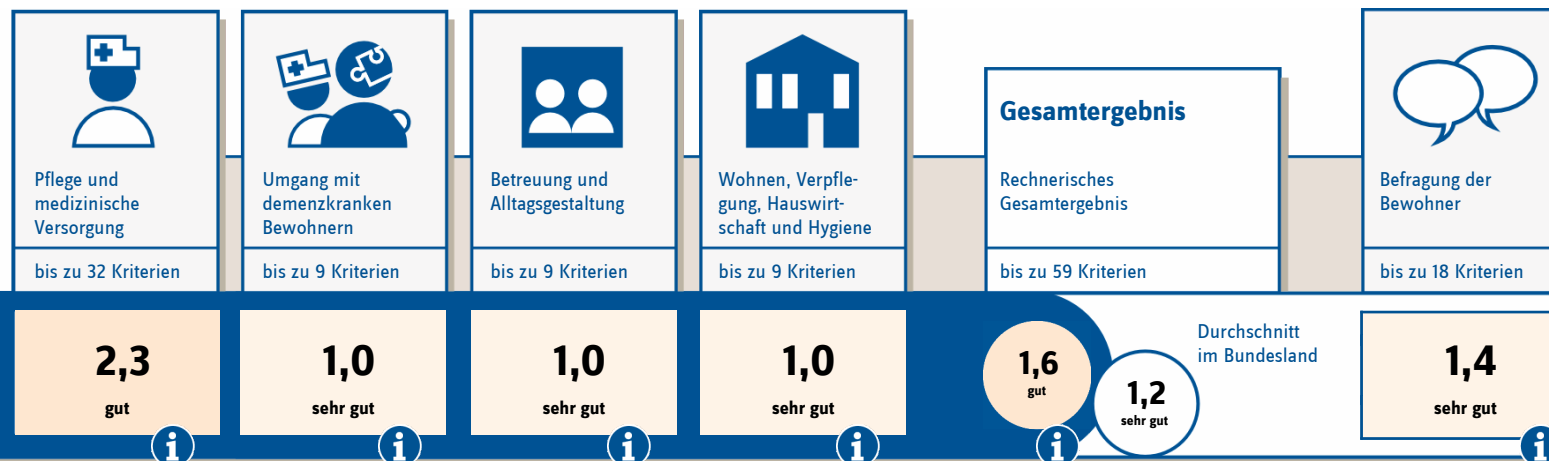 Pflege und
medizinische
Versorgung
bis zu 32 Kriterien
2,3
gut
Umgang mit
demenzkranken
Bewohnern
bis zu 9 Kriterien
1,0
sehr gut
Betreuung und
Alltagsgestaltung
bis zu 9 Kriterien
1,0
sehr gut
Wohnen, Verpfle-
gung, Hauswirt-
schaft und Hygiene
bis zu 9 Kriterien
1,0
sehr gut
Gesamtergebnis
Rechnerisches
Gesamtergebnis
bis zu 59 Kriterien
1,6
gut
Durchschnitt
im Bundesland
1,2
sehr gut
Befragung der
Bewohner
bis zu 18 Kriterien
1,4
sehr gut